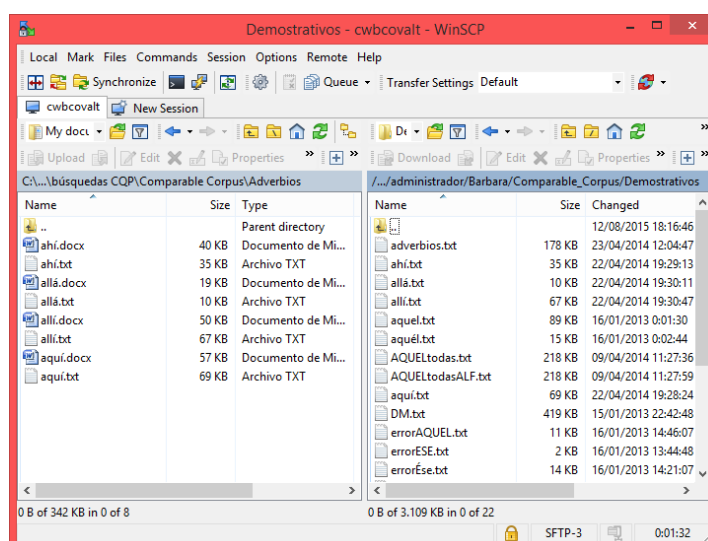 Demostrativos - cwbcovalt - WinSCP
Local Mark Files Commands Session Options Remote Help
Synchronize Queue Transfer Settings Default
cwbcovalt New Session
My docu De
Upload Edit Properties Download Edit Properties
C:\...\búsquedas CQP\Comparable Corpus\Adverbios /.../administrador/Barbara/Comparable_Corpus/Demostrativos
Name Size Type Name Size Changed
.. Parent directory .. 12/08/2015 18:16:46
ahí.docx 40 KB Documento de Mi... adverbios.txt 178 KB 23/04/2014 12:04:47
ahí.txt 35 KB Archivo TXT ahí.txt 35 KB 22/04/2014 19:29:13
allá.docx 19 KB Documento de Mi... allá.txt 10 KB 22/04/2014 19:30:11
allá.txt 10 KB Archivo TXT allí.txt 67 KB 22/04/2014 19:30:47
allí.docx 50 KB Documento de Mi... aquel.txt 89 KB 16/01/2013 0:01:30
allí.txt 67 KB Archivo TXT aquél.txt 15 KB 16/01/2013 0:02:44
aquí.docx 57 KB Documento de Mi... AQUELtodas.txt 218 KB 09/04/2014 11:27:36
aquí.txt 69 KB Archivo TXT AQUELtodasALF.txt 218 KB 09/04/2014 11:27:59
aquí.txt 69 KB 22/04/2014 19:28:24
DM.txt 419 KB 15/01/2013 22:42:48
errorAQUEL.txt 11 KB 16/01/2013 14:46:07
errorESE.txt 2 KB 16/01/2013 13:44:48
errorÉse.txt 14 KB 16/01/2013 14:21:07
0 B of 342 KB in 0 of 8 0 B of 3.109 KB in 0 of 22
SFTP-3 0:01:32